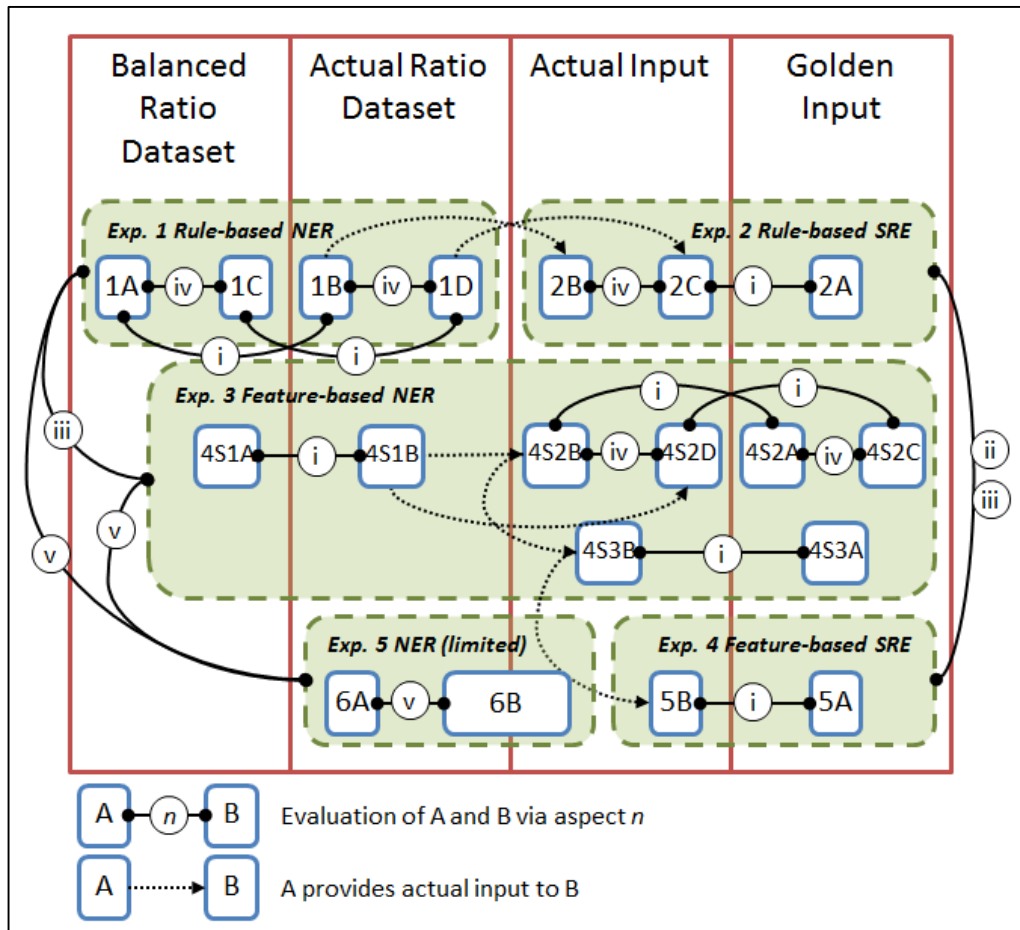 Balanced
Ratio
Dataset
Actual Ratio
Dataset
Actual Input
Golden
Input
Exp. 1 Rule-based NER
Exp. 2 Rule-based SRE
1A
iv
1C
1B
iv
1D
2B
iv
2C
i
2A
i
i
Exp. 3 Feature-based NER
i
i
iii
4S1A
i
4S1B
4S2B
iv
4S2D
4S2A
iv
4S2C
ii
iii
v
v
4S3B
i
4S3A
Exp. 5 NER (limited)
Exp. 4 Feature-based SRE
6A
v
6B
5B
i
5A
A
n
B
Evaluation of A and B via aspect n
A
B
A provides actual input to B